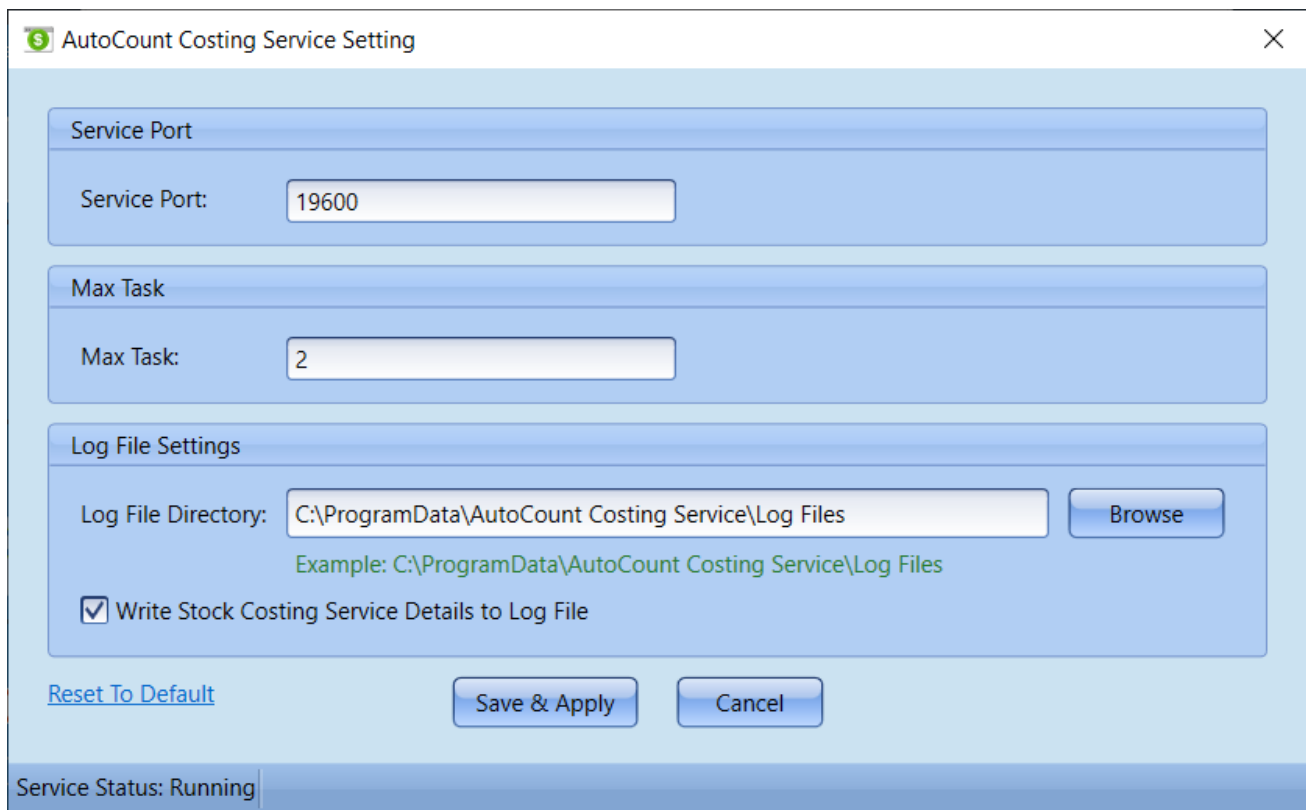 AutoCount Costing Service Setting
Service Port
Service Port: 19600
Max Task
Max Task: 2
Log File Settings
Log File Directory: C:\ProgramData\AutoCount Costing Service\Log Files Browse
Example: C:\ProgramData\AutoCount Costing Service\Log Files
Write Stock Costing Service Details to Log File
Reset To Default Save & Apply Cancel
Service Status: Running